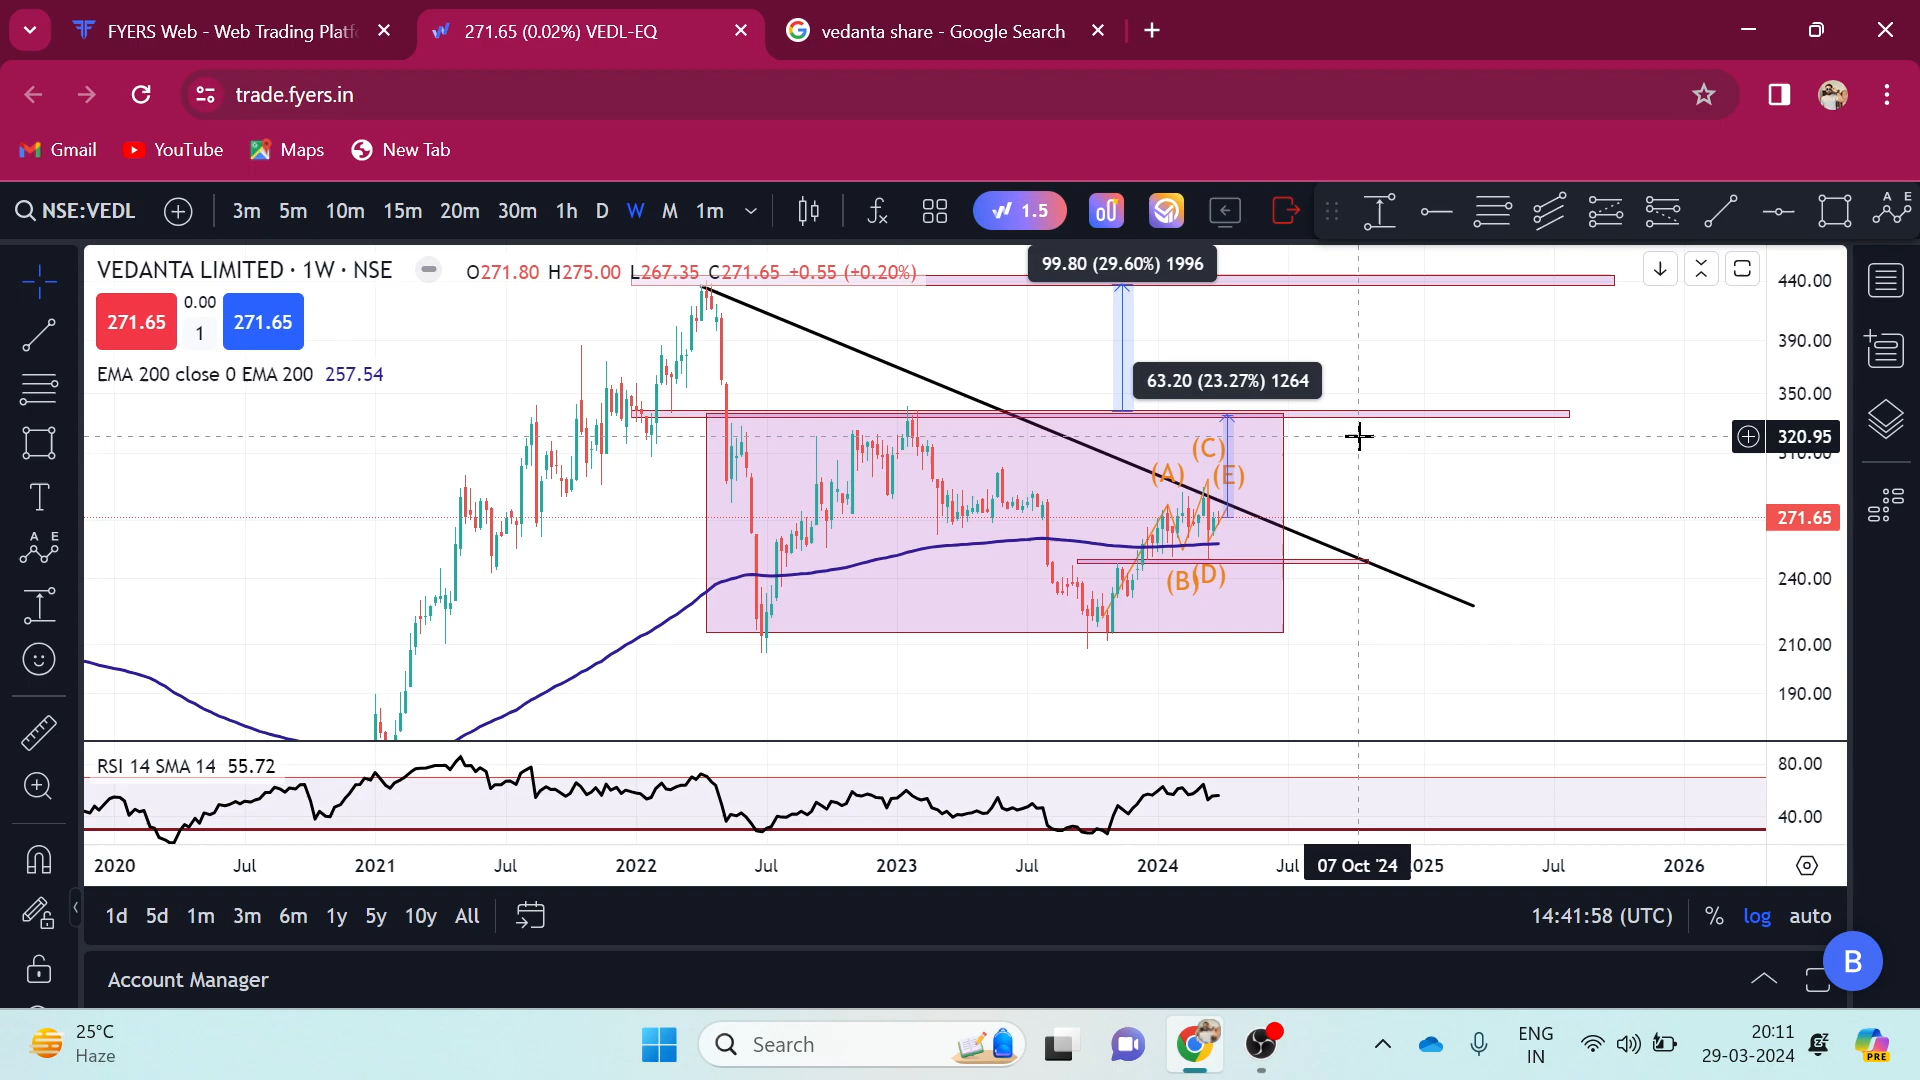 FYERS Web - Web Trading Platf
271.65 (0.02%) VEDL-EQ
vedanta share - Google Search
trade.fyers.in
Gmail
YouTube
Maps
New Tab
NSE:VEDL
3m 5m 10m 15m 20m 30m 1h D W M 1m
1.5
VEDANTA LIMITED · 1W · NSE
O271.80 H275.00 L267.35 C271.65 +0.55 (+0.20%)
271.65
0.00
1
271.65
EMA 200 close 0 EMA 200 257.54
99.80 (29.60%) 1996
63.20 (23.27%) 1264
(A)
(C)
(E)
(B)
(D)
440.00
390.00
350.00
320.95
310.00
271.65
240.00
210.00
190.00
RSI 14 SMA 14 55.72
80.00
40.00
2020 Jul 2021 Jul 2022 Jul 2023 Jul 2024 Jul 07 Oct '24 025 Jul 2026
1d 5d 1m 3m 6m 1y 5y 10y All
14:41:58 (UTC) % log auto
Account Manager
B
25°C
Haze
Search
ENG
IN
20:11
29-03-2024
PRE
A E
A E